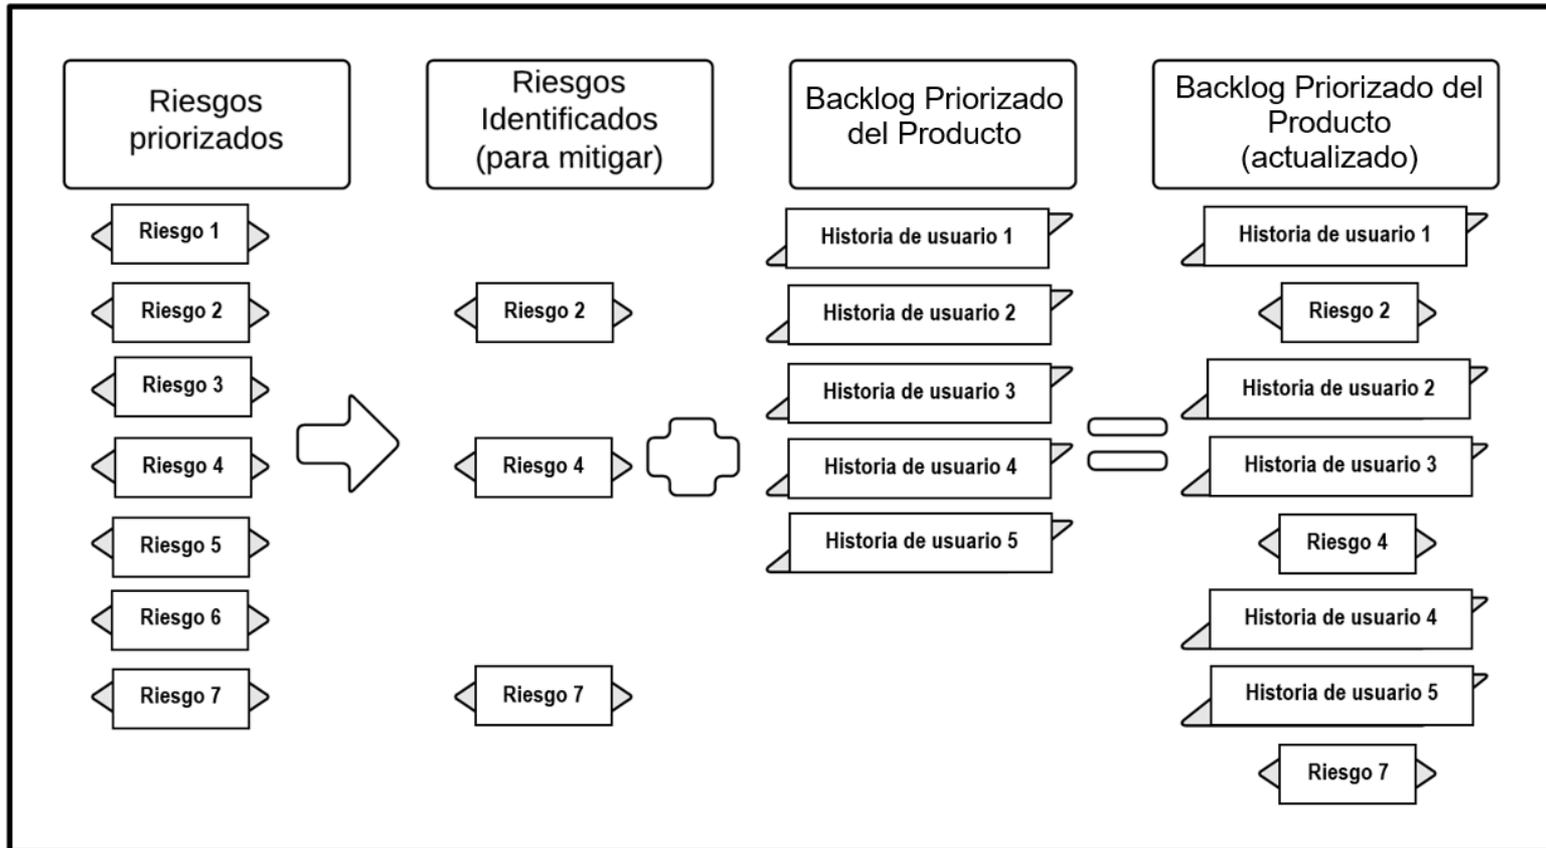 Riesgos
priorizados
Riesgo 1
Riesgo 2
Riesgo 3
Riesgo 4
Riesgo 5
Riesgo 6
Riesgo 7
Riesgos
Identificados
(para mitigar)
Riesgo 2
Riesgo 4
Riesgo 7
Backlog Priorizado
del Producto
Historia de usuario 1
Historia de usuario 2
Historia de usuario 3
Historia de usuario 4
Historia de usuario 5
Backlog Priorizado del
Producto
(actualizado)
Historia de usuario 1
Riesgo 2
Historia de usuario 2
Historia de usuario 3
Riesgo 4
Historia de usuario 4
Historia de usuario 5
Riesgo 7